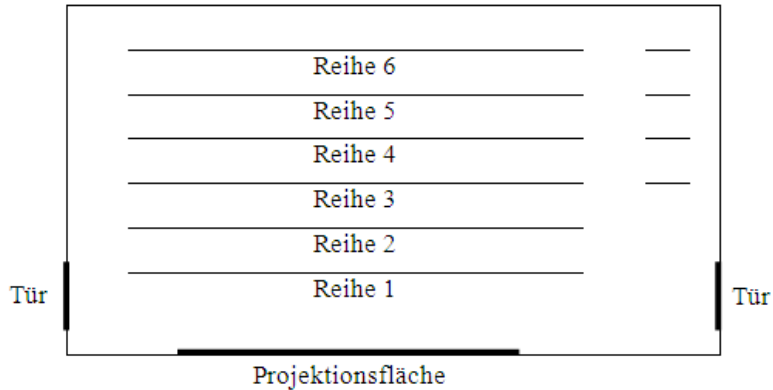 Reihe 6
Reihe 5
Reihe 4
Reihe 3
Reihe 2
Reihe 1
Tür
Tür
Projektionsfläche